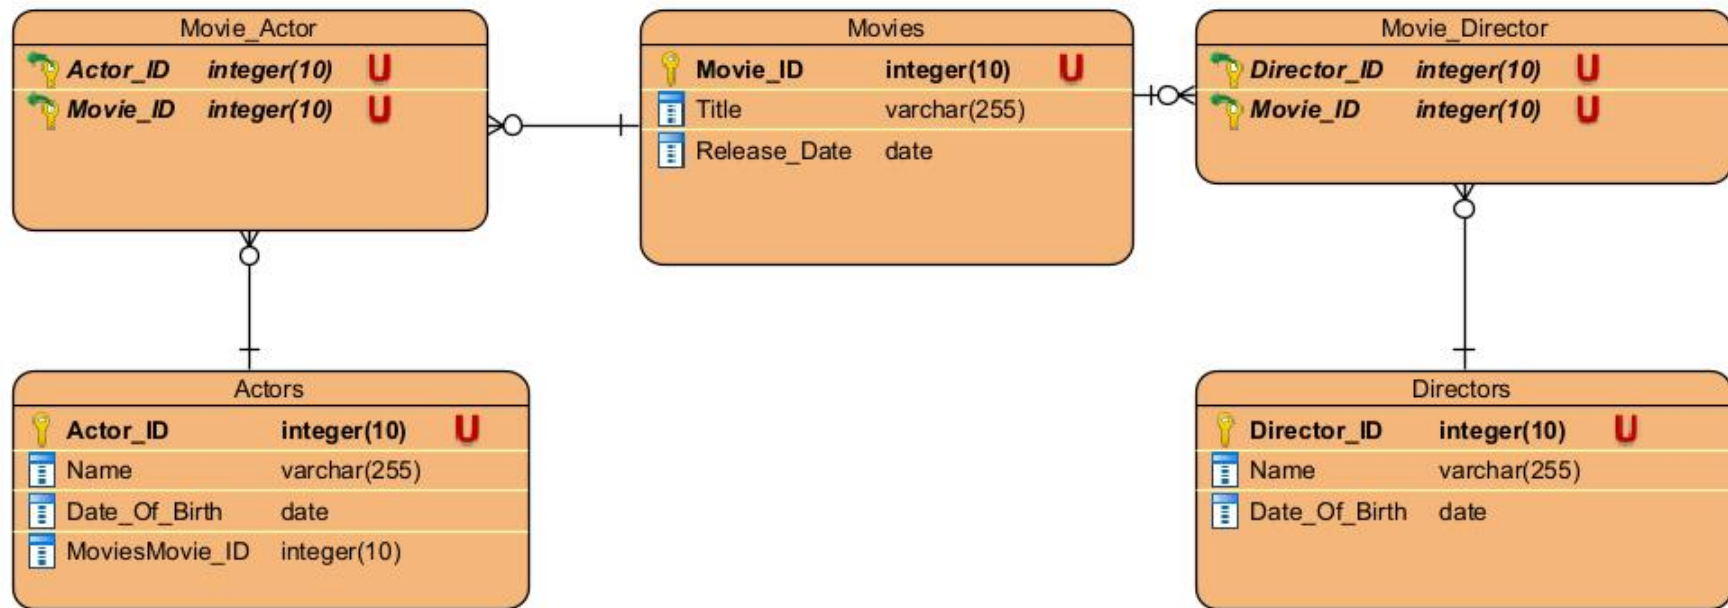 Movie_Actor
Actor_ID integer(10) U
Movie_ID integer(10) U
Movies
Movie_ID integer(10) U
Title varchar(255)
Release_Date date
Movie_Director
Director_ID integer(10) U
Movie_ID integer(10) U
Actors
Actor_ID integer(10) U
Name varchar(255)
Date_Of_Birth date
MoviesMovie_ID integer(10)
Directors
Director_ID integer(10) U
Name varchar(255)
Date_Of_Birth date